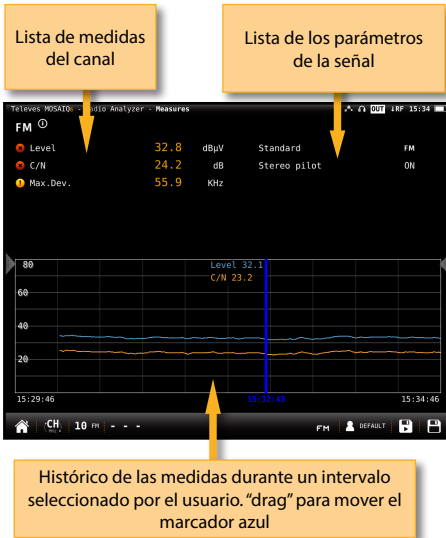 Lista de medidas
del canal
Lista de los parámetros
de la señal
Televes MOSAIQ6 - Radio Analyzer - Measures
OUT ↓RF 15:34
FM
Level 32.8 dBµV Standard FM
C/N 24.2 dB Stereo pilot ON
Max.Dev. 55.9 KHz
80
Level 32.1
C/N 23.2
60
40
20
15:29:46 15:34:46
CH 10 FM - - - FM DEFAULT
Histórico de las medidas durante un intervalo
seleccionado por el usuario. “drag” para mover el
marcador azul